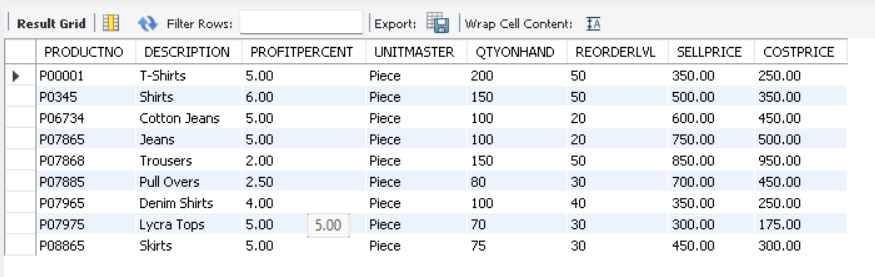 Result Grid Filter Rows: Export: Wrap Cell Content: IA
PRODUCTNO DESCRIPTION PROFITPERCENT UNITMASTER QTYONHAND REORDERLVL SELLPRICE COSTPRICE
P00001 T-Shirts 5.00 Piece 200 50 350.00 250.00
P0345 Shirts 6.00 Piece 150 50 500.00 350.00
P06734 Cotton Jeans 5.00 Piece 100 20 600.00 450.00
P07865 Jeans 5.00 Piece 100 20 750.00 500.00
P07868 Trousers 2.00 Piece 150 50 850.00 950.00
P07885 Pull Overs 2.50 Piece 80 30 700.00 450.00
P07965 Denim Shirts 4.00 Piece 100 40 350.00 250.00
P07975 Lycra Tops 5.00 5.00 Piece 70 30 300.00 175.00
P08865 Skirts 5.00 Piece 75 30 450.00 300.00